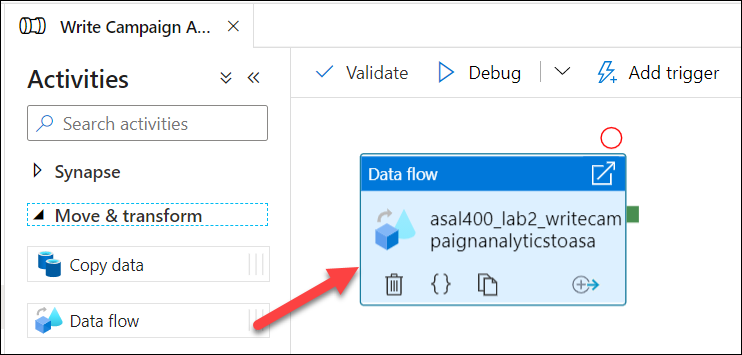 Write Campaign A...
Activities
Validate
Debug
Add trigger
Search activities
Synapse
Move & transform
Copy data
Data flow
Data flow
asal400_lab2_writecam
paignanalyticstoasa
{}